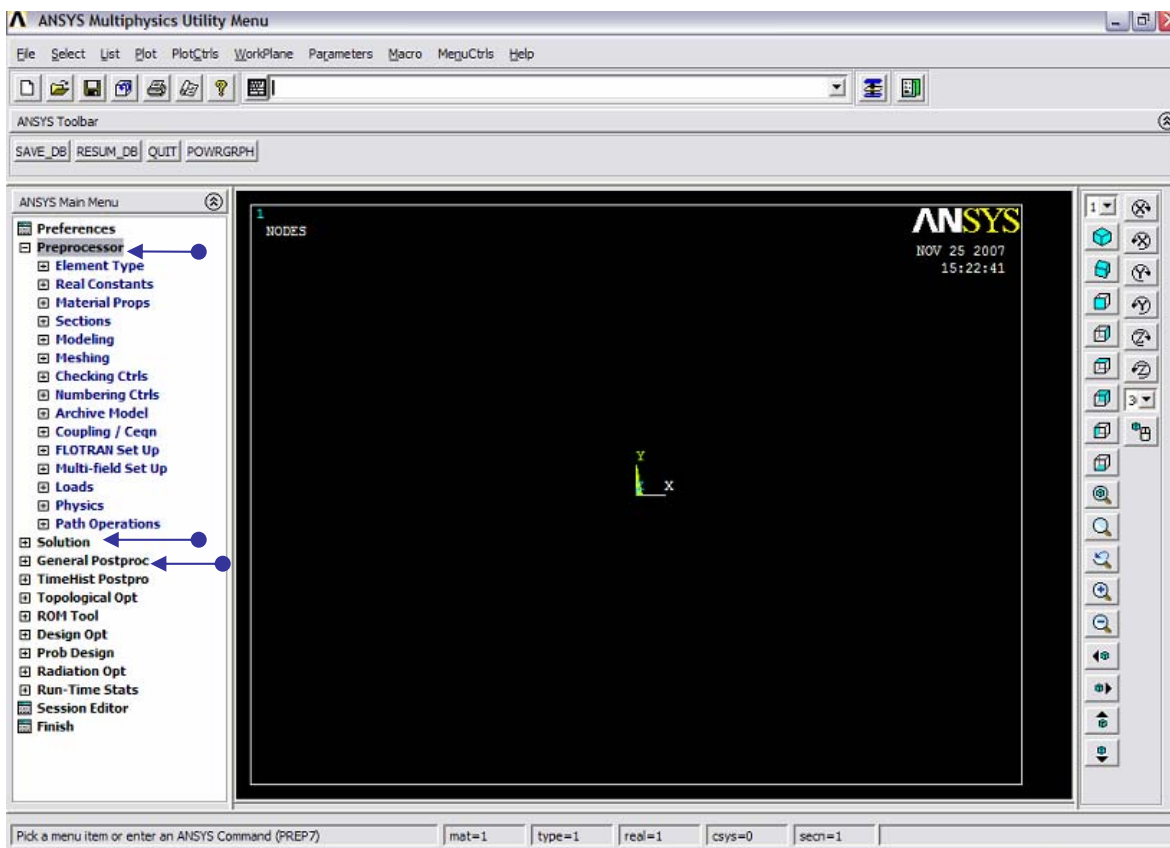 ANSYS Multiphysics Utility Menu
File Select List Plot PlotCtrls WorkPlane Parameters Macro MenuCtrls Help
ANSYS Toolbar
SAVE_DB RESUM_DB QUIT POWRGRPH
ANSYS Main Menu
Preferences
Preprocessor
Element Type
Real Constants
Material Props
Sections
Modeling
Meshing
Checking Ctrls
Numbering Ctrls
Archive Model
Coupling / Ceqn
FLOTRAN Set Up
Multi-field Set Up
Loads
Physics
Path Operations
Solution
General Postproc
TimeHist Postpro
Topological Opt
ROM Tool
Design Opt
Prob Design
Radiation Opt
Run-Time Stats
Session Editor
Finish
1
NODES
ANSYS
NOV 25 2007
15:22:41
Y
X
1
X
X
Y
Y
Z
Z
Pick a menu item or enter an ANSYS Command (PREP7) mat=1 type=1 real=1 csys=0 secn=1